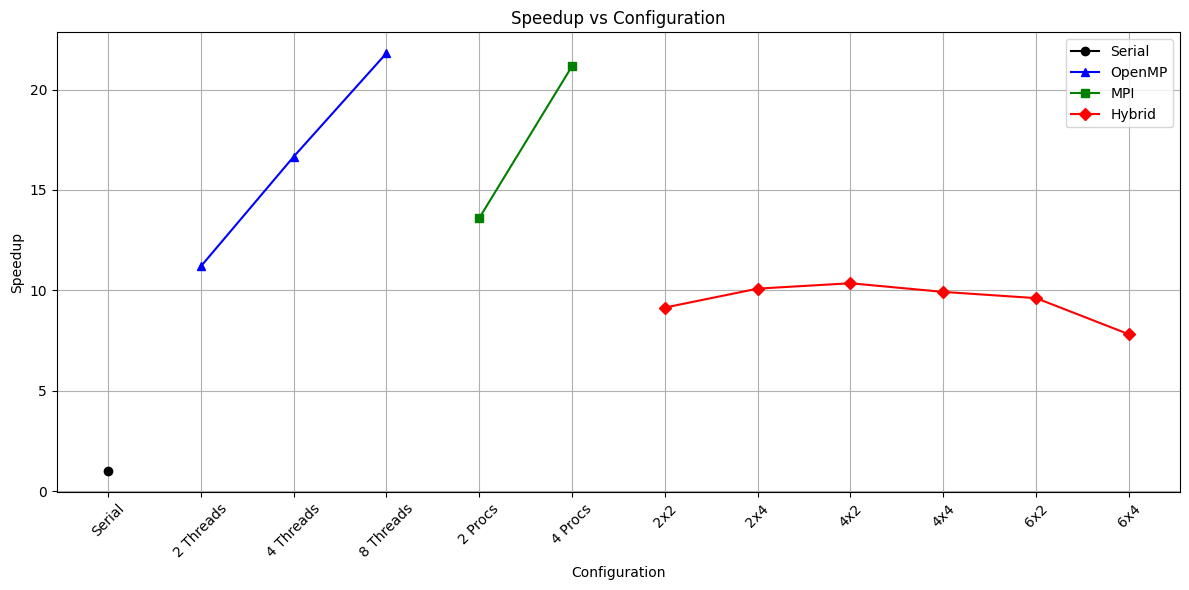 Speedup vs Configuration
Serial
OpenMP
MPI
Hybrid
Speedup
20
15
10
5
0
Serial
2 Threads
4 Threads
8 Threads
2 Procs
4 Procs
2x2
2x4
4x2
4x4
6x2
6x4
Configuration